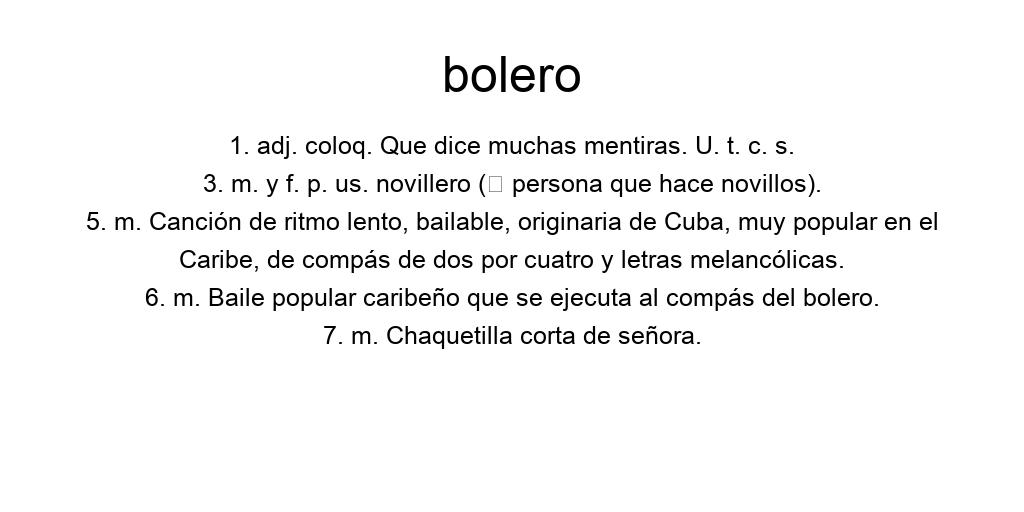 bolero
1. adj. coloq. Que dice muchas mentiras. U. t. c. s.
3. m. y f. p. us. novillero (▯ persona que hace novillos).
5. m. Canción de ritmo lento, bailable, originaria de Cuba, muy popular en el
Caribe, de compás de dos por cuatro y letras melancólicas.
6. m. Baile popular caribeño que se ejecuta al compás del bolero.
7. m. Chaquetilla corta de señora.